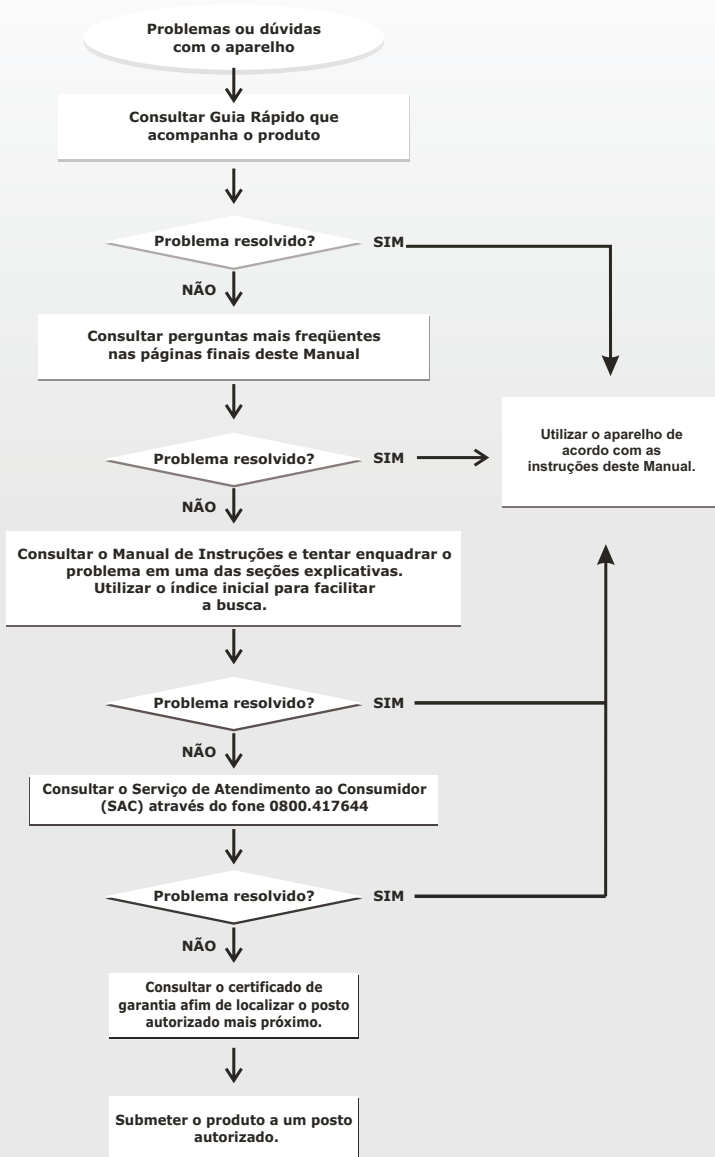 Problemas ou dúvidas
com o aparelho
Consultar Guia Rápido que
acompanha o produto
Problema resolvido?
SIM
NÃO
Consultar perguntas mais freqüentes
nas páginas finais deste Manual
Utilizar o aparelho de
acordo com as
instruções deste Manual.
Problema resolvido?
SIM
NÃO
Consultar o Manual de Instruções e tentar enquadrar o
problema em uma das seções explicativas.
Utilizar o índice inicial para facilitar
a busca.
Problema resolvido?
SIM
NÃO
Consultar o Serviço de Atendimento ao Consumidor
(SAC) através do fone 0800.417644
Problema resolvido?
SIM
NÃO
Consultar o certificado de
garantia afim de localizar o posto
autorizado mais próximo.
Submeter o produto a um posto
autorizado.